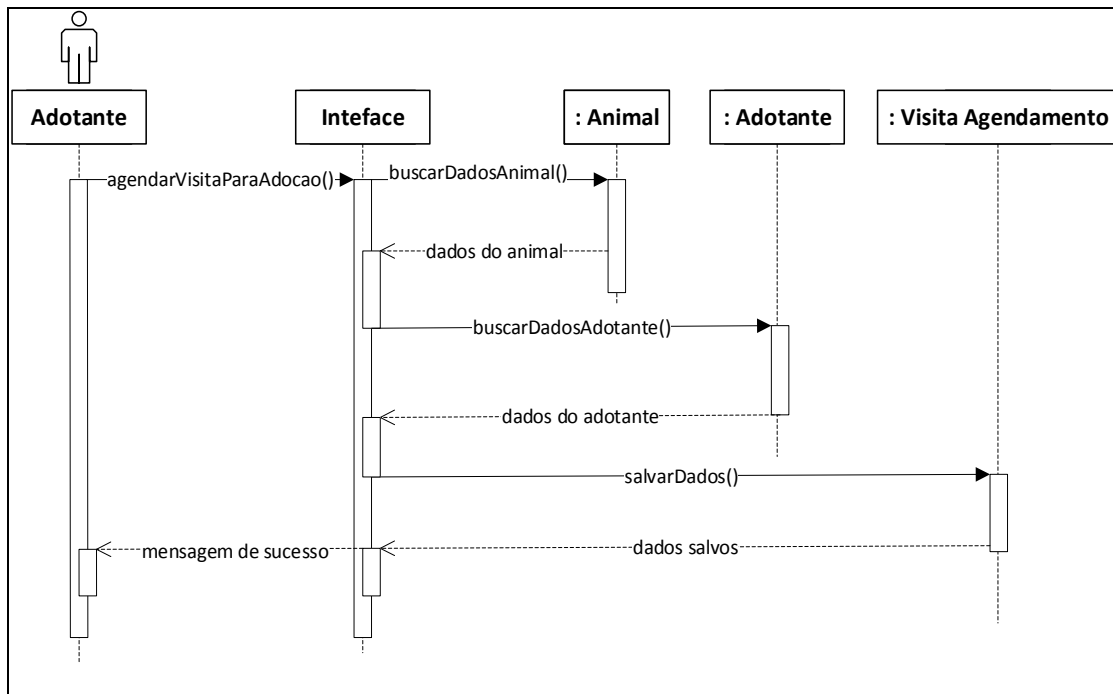 Adotante
Inteface
: Animal
: Adotante
: Visita Agendamento
agendarVisitaParaAdocao()
buscarDadosAnimal()
dados do animal
buscarDadosAdotante()
dados do adotante
salvarDados()
mensagem de sucesso
dados salvos